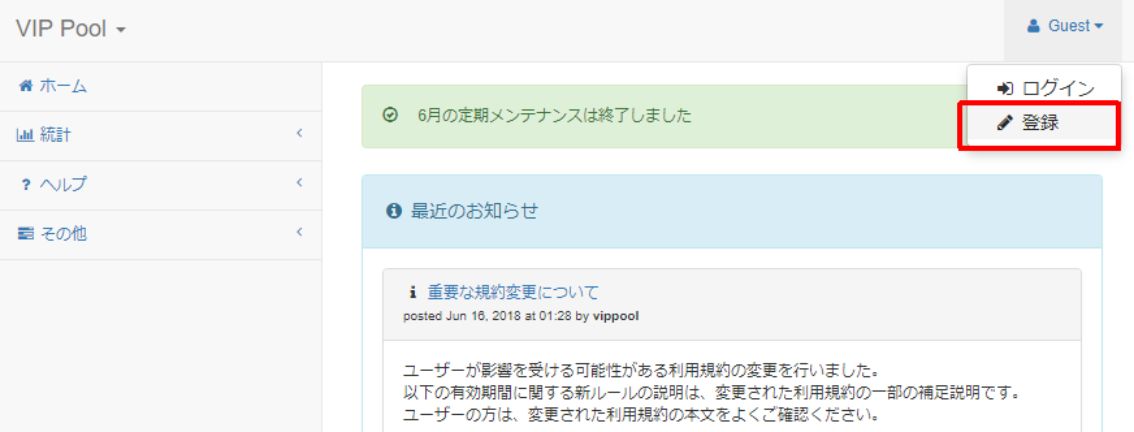 VIP Pool
Guest
ホーム
統計
ヘルプ
その他
ログイン
登録
6月の定期メンテナンスは終了しました
最近のお知らせ
重要な規約変更について
posted Jun 16, 2018 at 01:28 by vippool
ユーザーが影響を受ける可能性がある利用規約の変更を行いました。
以下の有効期間に関する新ルールの説明は、変更された利用規約の一部の補足説明です。
ユーザーの方は、変更された利用規約の本文をよくご確認ください。